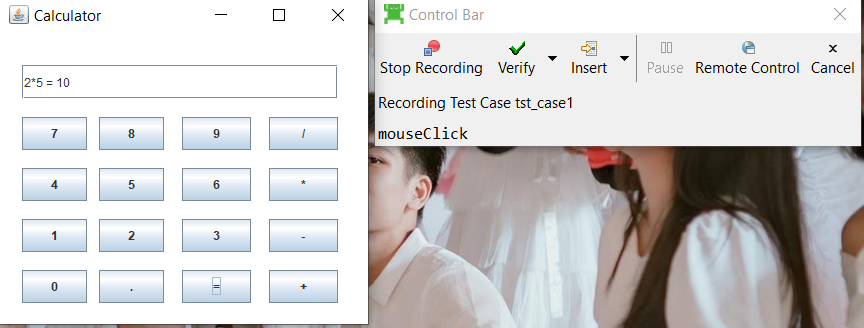 Calculator
2*5 = 10
7 8 9 /
4 5 6 *
1 2 3 -
0 . = +
Control Bar
Stop Recording Verify Insert Pause Remote Control Cancel
Recording Test Case tst_case1
mouseClick